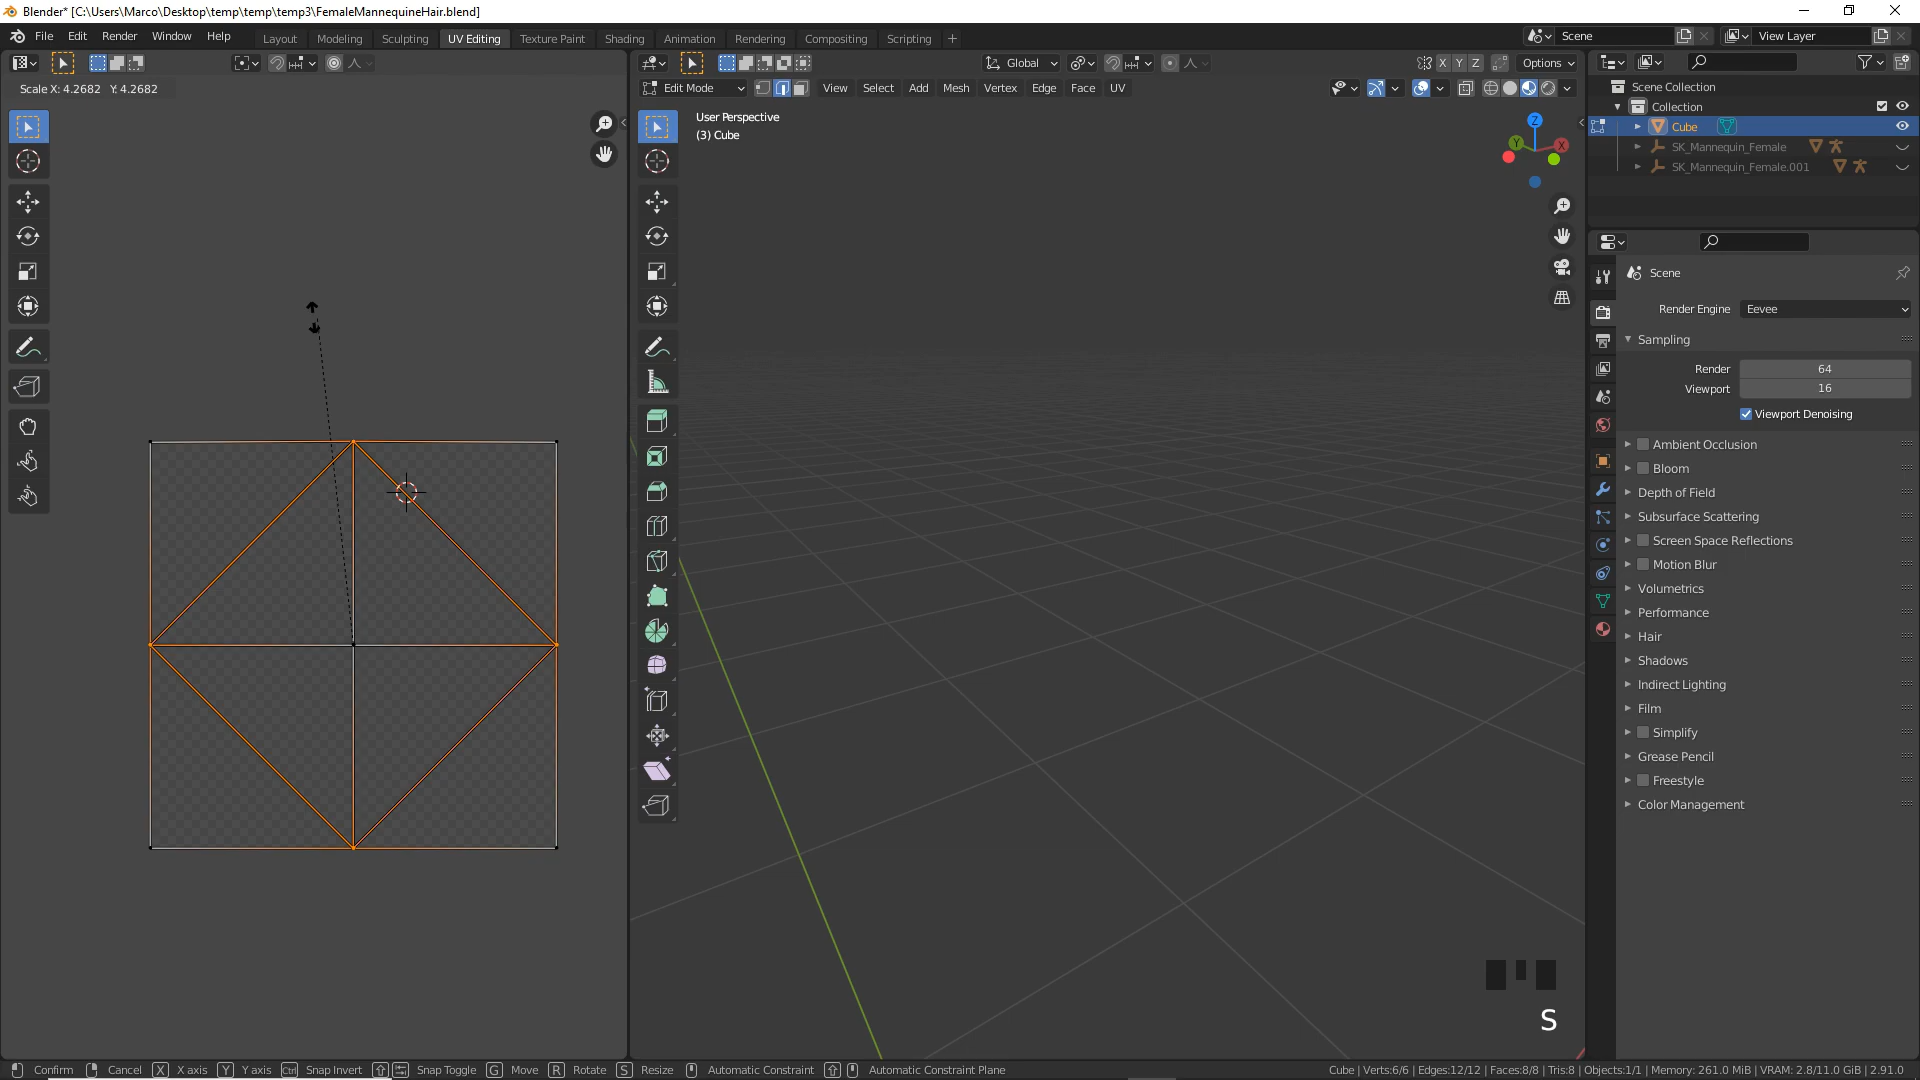 Blender* [C:\Users\Marco\Desktop\temp\temp\temp3\FemaleMannequineHair.blend]
File Edit Render Window Help Layout Modeling Sculpting UV Editing Texture Paint Shading Animation Rendering Compositing Scripting + Scene View Layer
Global X Y Z Options
Scale X: 4.2682 Y: 4.2682
Edit Mode View Select Add Mesh Vertex Edge Face UV
User Perspective
(3) Cube
Z
Y
X
S
Scene Collection
Collection
Cube
SK_Mannequin_Female
SK_Mannequin_Female.001
Scene
Render Engine Eevee
Sampling
Render 64
Viewport 16
Viewport Denoising
Ambient Occlusion
Bloom
Depth of Field
Subsurface Scattering
Screen Space Reflections
Motion Blur
Volumetrics
Performance
Hair
Shadows
Indirect Lighting
Film
Simplify
Grease Pencil
Freestyle
Color Management
Confirm Cancel X X axis Y Y axis Ctrl Snap Invert Snap Toggle G Move R Rotate S Resize Automatic Constraint Automatic Constraint Plane
Cube | Verts:6/6 | Edges:12/12 | Faces:8/8 | Tris:8 | Objects:1/1 | Memory: 261.0 MiB | VRAM: 2.8/11.0 GiB | 2.91.0